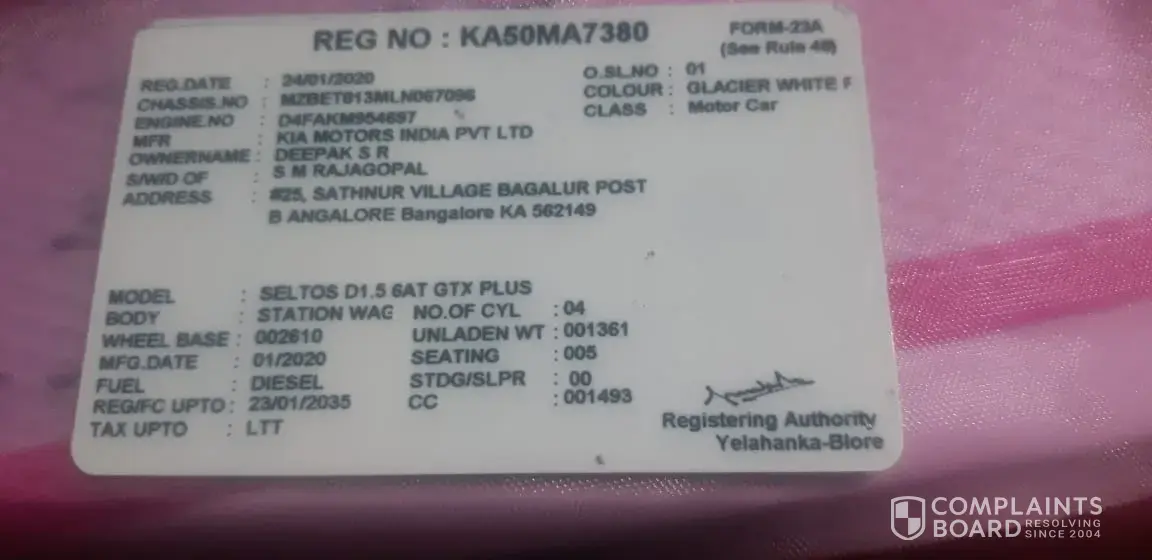 REG NO : KA50MA7380
FORM-23A
(See Rule 48)
REG.DATE : 24/01/2020
O.SL.NO : 01
CHASSIS.NO :
COLOUR : GLACIER WHITE P
ENGINE.NO : D4FAKM954697
CLASS : Motor Car
MFR : KIA MOTORS INDIA PVT LTD
OWNERNAME : DEEPAK S R
S/W/D OF : S M RAJAGOPAL
ADDRESS : #25, SATHNUR VILLAGE BAGALUR POST
B ANGALORE Bangalore KA 562149
MODEL : SELTOS D1.5 6AT GTX PLUS
BODY : STATION WAG NO.OF CYL : 04
WHEEL BASE : 002610 UNLADEN WT : 001361
MFG.DATE : 01/2020 SEATING : 005
FUEL : DIESEL STDG/SLPR : 00
REG/FC UPTO : 23/01/2035 CC : 001493
TAX UPTO : LTT
Registering Authority
Yelahanka-Blore
COMPLAINTS
BOARD RESOLVING
SINCE 2004